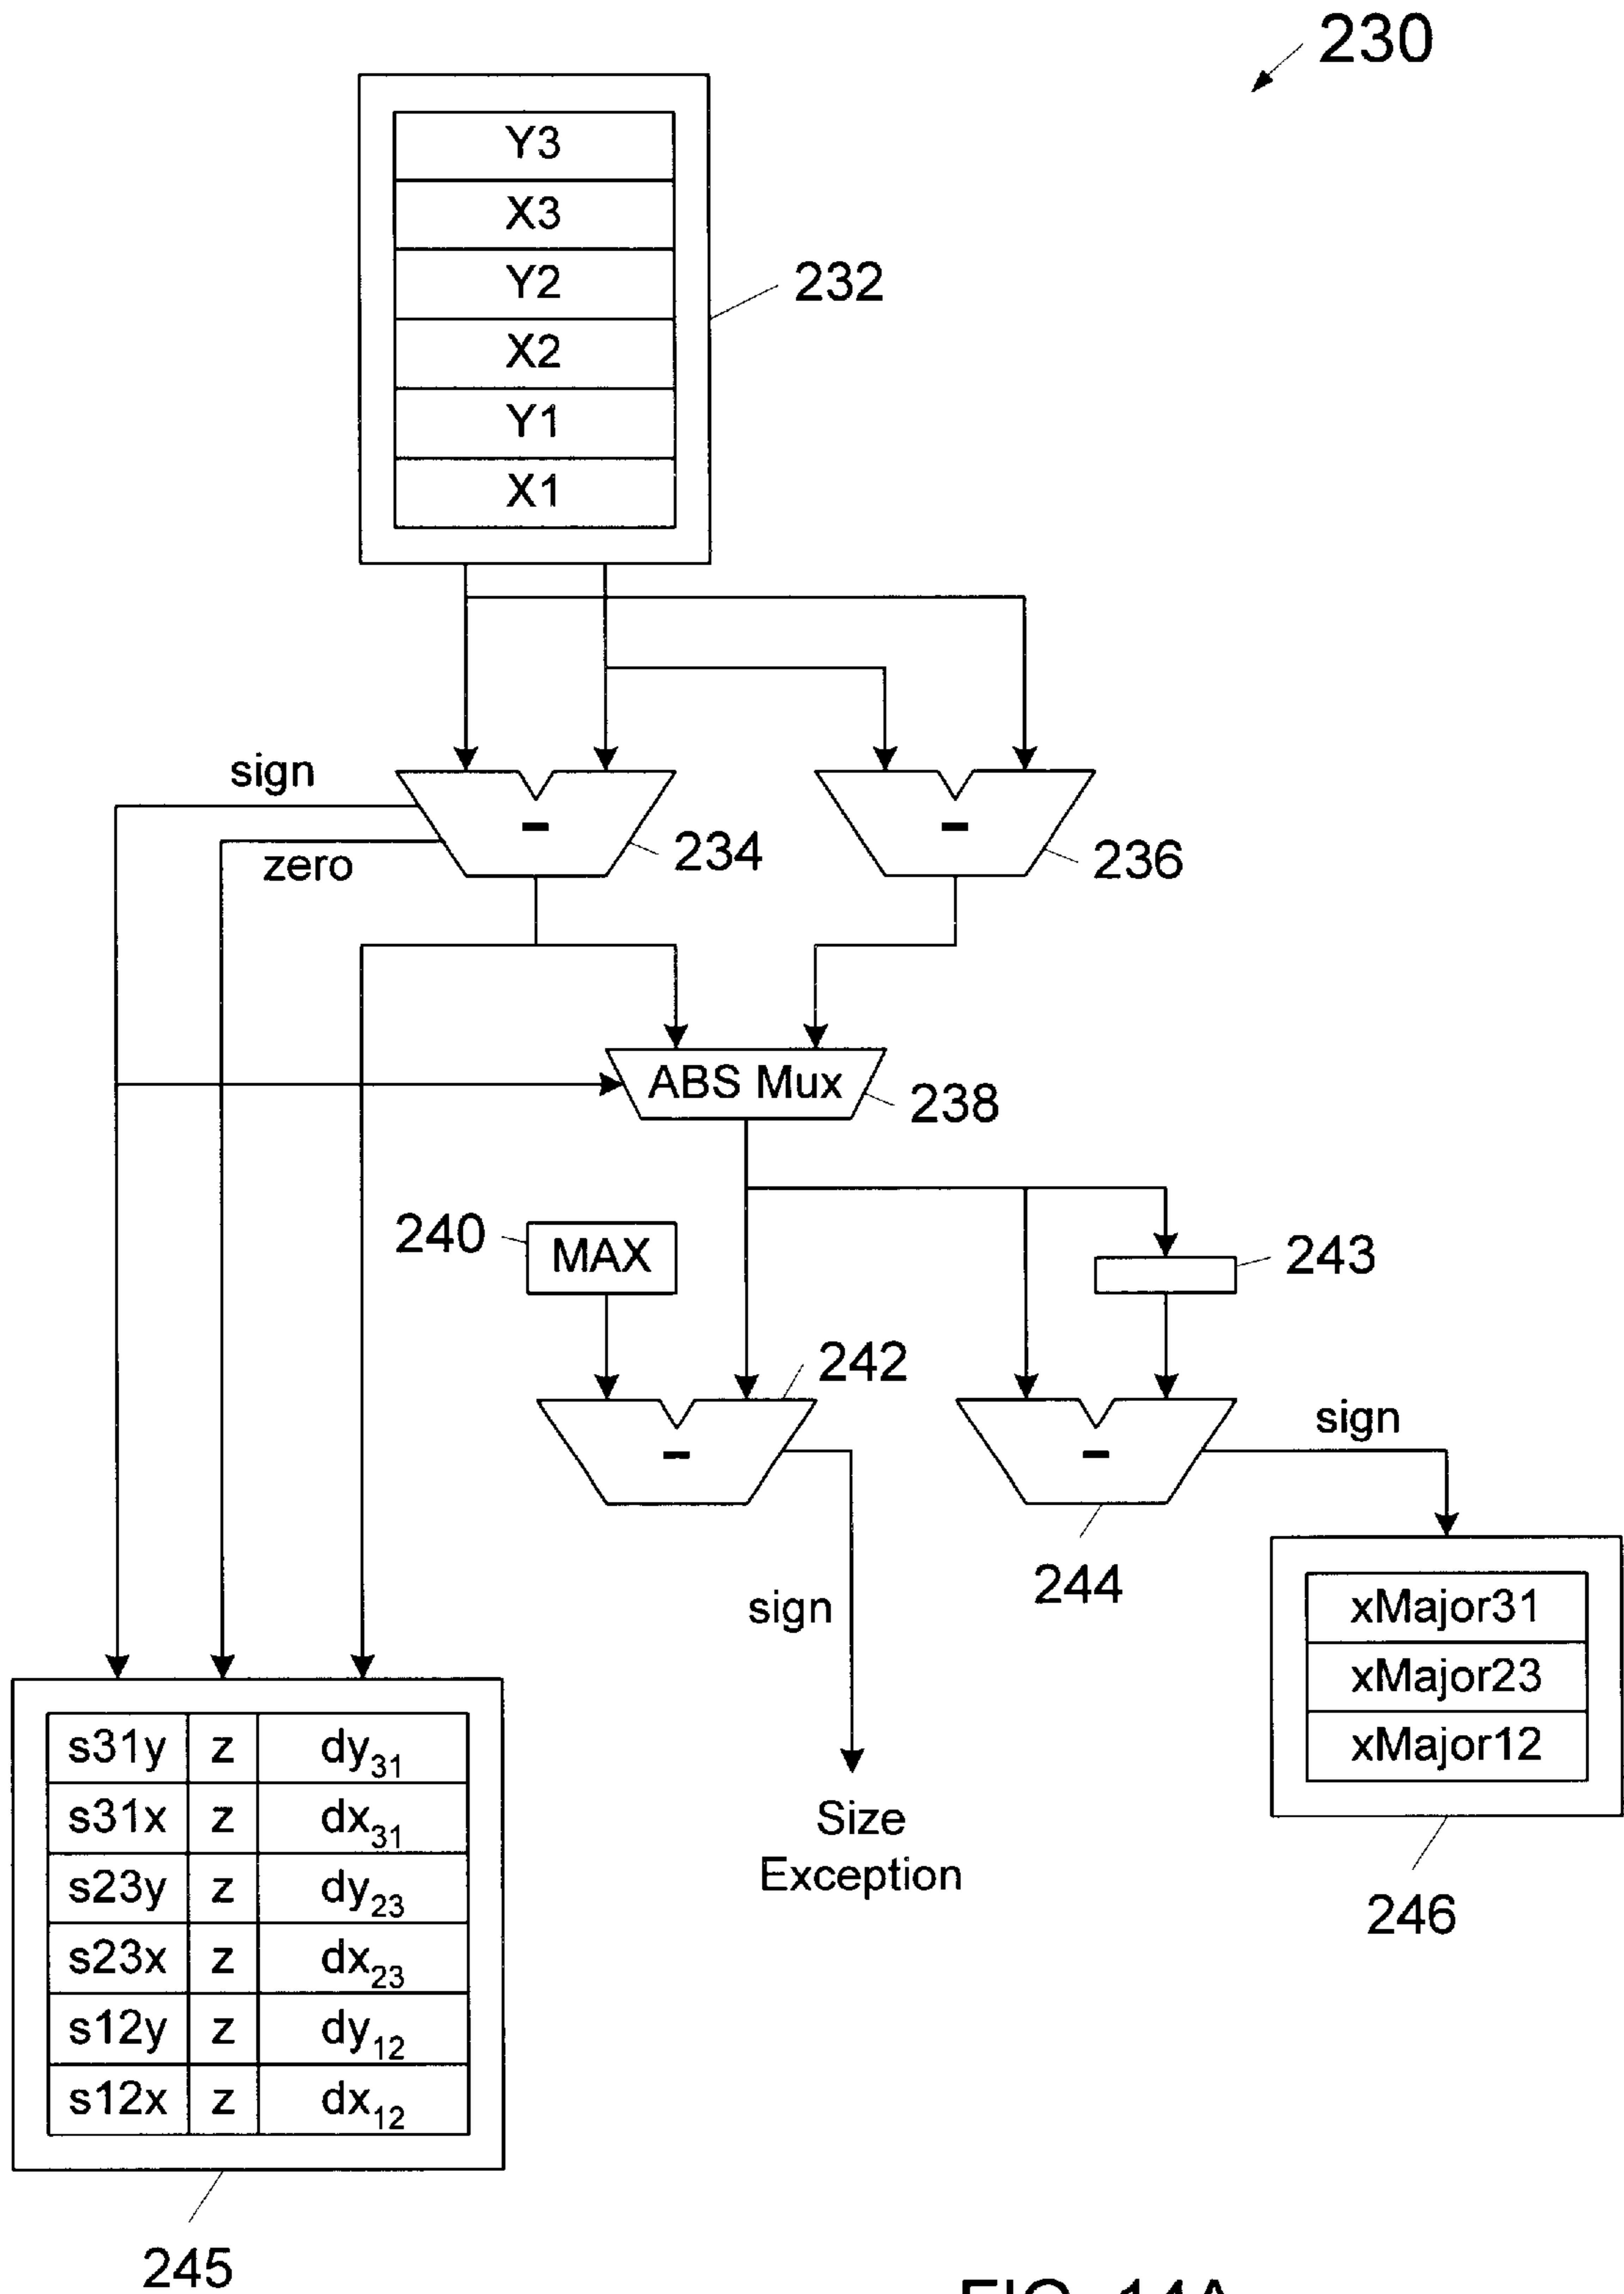 230
Y3
X3
Y2
232
X2
Y1
X1
sign
zero
-
234
-
236
ABS Mux
238
240
MAX
243
242
sign
-
-
244
sign
xMajor31
xMajor23
xMajor12
s31y z dy31
s31x z dx31
s23y z dy23
s23x z dx23
s12y z dy12
s12x z dx12
Size
Exception
246
245
FIG. 14A